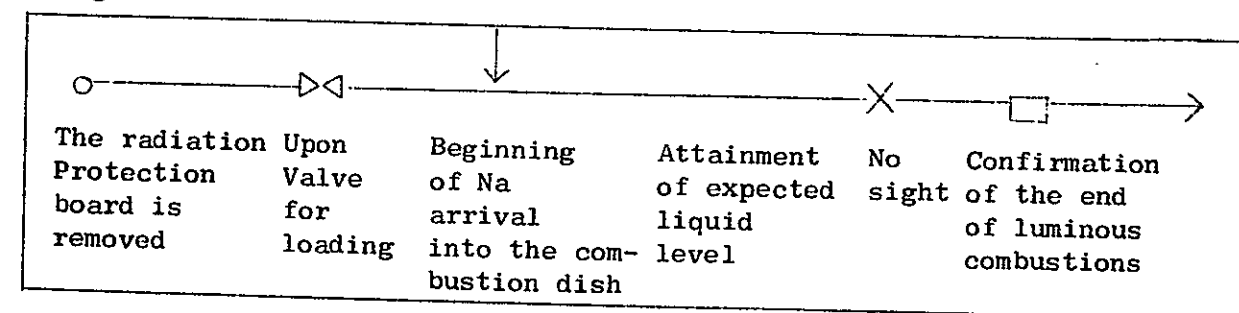 The radiation
Protection
board is
removed
Upon
Valve
for
loading
Beginning
of Na
arrival
into the com-
bustion dish
Attainment
of expected
liquid
level
No
sight
Confirmation
of the end
of luminous
combustions